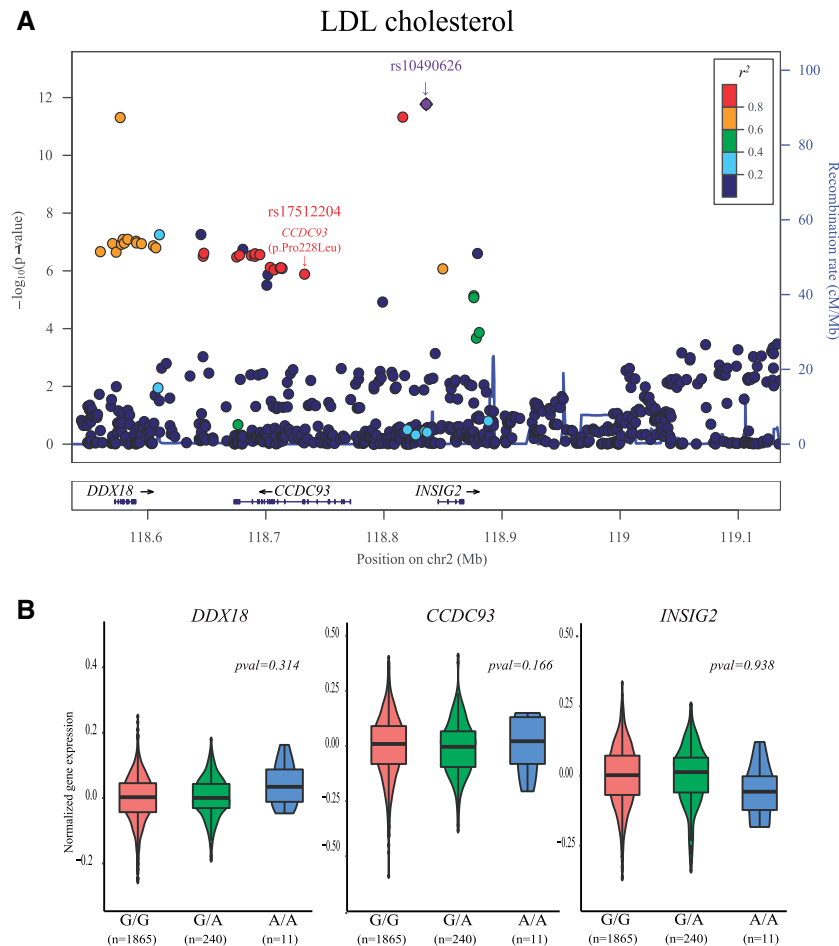 A
LDL cholesterol
rs10490626
rs17512204
CCDC93
(p.Pro228Leu)
r²
0.8
0.6
0.4
0.2
−log₁₀(p−value)
12
10
8
6
4
2
0
100
80
60
40
20
0
Recombination rate (cM/Mb)
DDX18 →
←CCDC93
INSIG2 →
118.6 118.7 118.8 118.9 119 119.1
Position on chr2 (Mb)
B
DDX18 CCDC93 INSIG2
Normalized gene expression
pval=0.314
0.4
0.2
0.0
−0.2
G/G G/A A/A
(n=1865) (n=240) (n=11)
pval=0.166
0.50
0.25
0.00
−0.25
−0.50
G/G G/A A/A
(n=1865) (n=240) (n=11)
pval=0.938
0.50
0.25
0.00
−0.25
G/G G/A A/A
(n=1865) (n=240) (n=11)